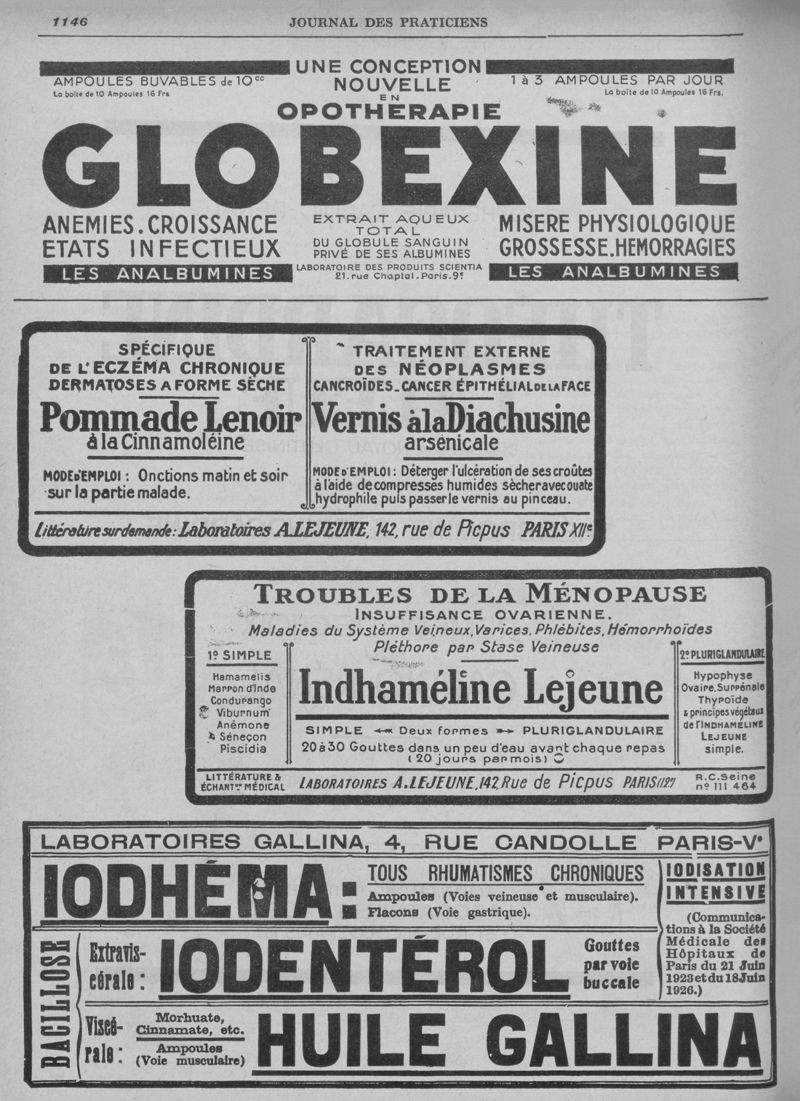 1146
JOURNAL DES PRATICIENS
UNE CONCEPTION
NOUVELLE
EN
OPOTHERAPIE
AMPOULES BUVABLES de 10cc
La boîte de 10 Ampoules 16 Frs
1 à 3 AMPOULES PAR JOUR
La boîte de 10 Ampoules 16 Frs.
GLOBEXINE
ANEMIES.CROISSANCE
ETATS INFECTIEUX
LES ANALBUMINES
EXTRAIT AQUEUX
TOTAL
DU GLOBULE SANGUIN
PRIVÉ DE SES ALBUMINES
LABORATOIRE DES PRODUITS SCIENTIA
21. rue Chaptal. Paris. 9e
MISERE PHYSIOLOGIQUE
GROSSESSE.HEMORRAGIES
LES ANALBUMINES
SPÉCIFIQUE
DE L'ECZÉMA CHRONIQUE
DERMATOSES A FORME SÈCHE
Pommade Lenoir
à la Cinnamoléine
MODE D'EMPLOI : Onctions matin et soir
sur la partie malade.
TRAITEMENT EXTERNE
DES NÉOPLASMES
CANCROÏDES_CANCER ÉPITHÉLIAL DE LA FACE
Vernis à la Diachusine
arsénicale
MODE D'EMPLOI : Déterger l'ulcération de ses croûtes
à l'aide de compresses humides sècher avec ouate
hydrophile puis passer le vernis au pinceau.
Littérature sur demande : Laboratoires A.LEJEUNE, 142, rue de Picpus PARIS XIIe
TROUBLES DE LA MÉNOPAUSE
INSUFFISANCE OVARIENNE.
Maladies du Système Veineux, Varices, Phlébites, Hémorrhoïdes
Pléthore par Stase Veineuse
1º SIMPLE
Hamamelis
Marron d'Inde
Condurango
Viburnum
Anémone
Séneçon
Piscidia
Indhaméline Lejeune
SIMPLE Deux formes PLURIGLANDULAIRE
20 à 30 Gouttes dans un peu d'eau avant chaque repas
(20 jours par mois)
2º PLURIGLANDULAIRE
Hypophyse
Ovaire, Surrénale
Thyroïde
& principes végétaux
de l'INDHAMÉLINE
LEJEUNE
simple.
LITTÉRATURE &
ÉCHANTons MÉDICAL
LABORATOIRES A.LEJEUNE, 142, Rue de Picpus PARIS (12e)
R.C. Seine
nº 111 464
LABORATOIRES GALLINA, 4, RUE CANDOLLE PARIS-Ve
IODHÉMA :
TOUS RHUMATISMES CHRONIQUES
Ampoules (Voies veineuse et musculaire).
Flacons (Voie gastrique).
IODISATION
INTENSIVE
(Communica-
tions à la Société
Médicale des
Hôpitaux de
Paris du 21 Juin
1923 et du 18 Juin
1926.)
BACILLOSE
Extravis-
cérale :
IODENTÉROL
Gouttes
par voie
buccale
Viscé-
rale :
Morhuate,
Cinnamate, etc.
Ampoules
(Voie musculaire)
HUILE GALLINA